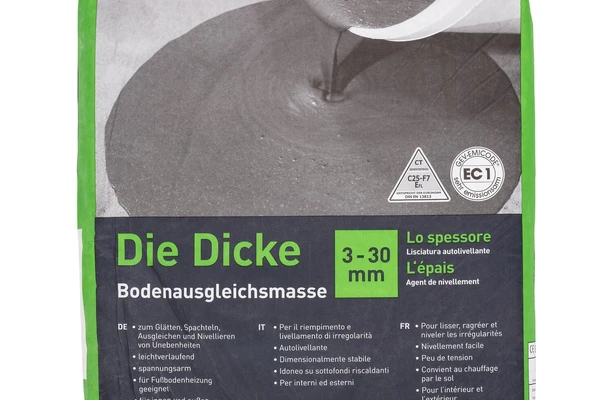 CT
C25-F7
Efl
DIN EN 13813
GEV-EMICODE
EC 1
sehr emissionsarm
Die Dicke
Bodenausgleichsmasse
3-30
mm
Lo spessore
Lisciatura autolivellante
L'épais
Agent de nivellement
DE
• zum Glätten, Spachteln,
Ausgleichen und Nivellieren
von Unebenheiten
• leichtverlaufend
• spannungsarm
• für Fußbodenheizung
geeignet
• für innen und außen
IT
• Per il riempimento e
livellamento di irregolarità
• Autolivellante
• Dimensionalmente stabile
• Idoneo su sottofondi riscaldanti
• Per interni ed esterni
FR
• Pour lisser, ragréer et
niveler les irrégularités
• Nivellement facile
• Peu de tension
• Convient au chauffage
par le sol
• Pour l'intérieur et
l'extérieur